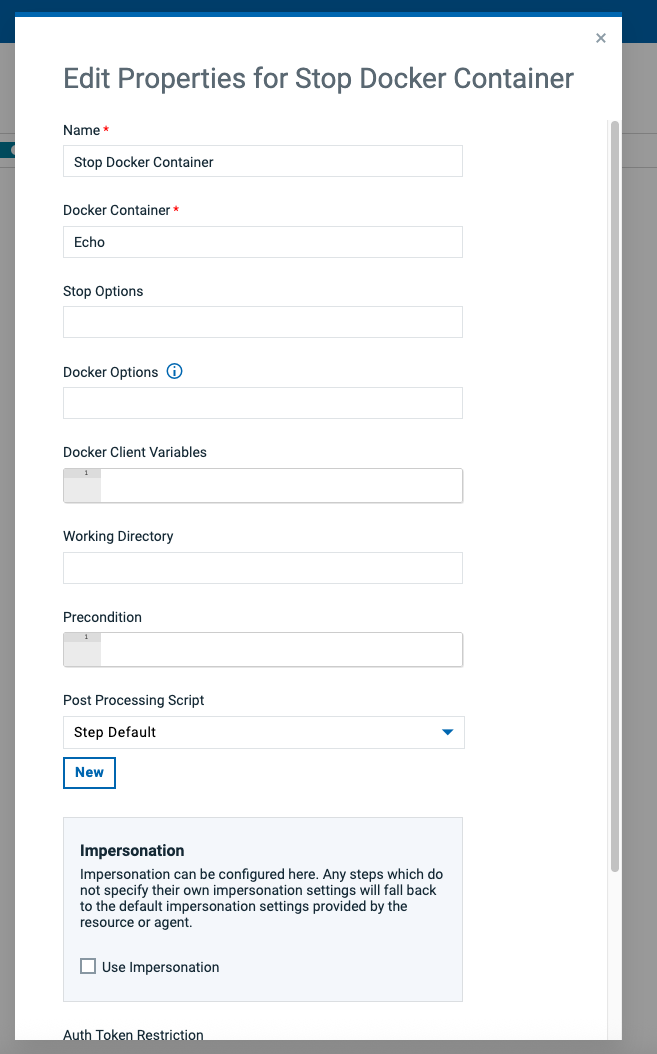 ×
Edit Properties for Stop Docker Container
Name *
Stop Docker Container
Docker Container *
Echo
Stop Options
Docker Options
Docker Client Variables
1
Working Directory
Precondition
1
Post Processing Script
Step Default
New
Impersonation
Impersonation can be configured here. Any steps which do
not specify their own impersonation settings will fall back
to the default impersonation settings provided by the
resource or agent.
Use Impersonation
Auth Token Restriction